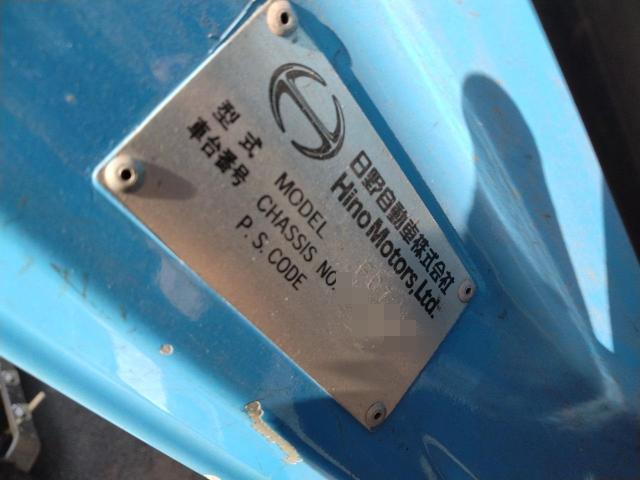 日野自動車株式会社
Hino Motors, Ltd.
型式 MODEL
車台番号 CHASSIS NO.
P.S. CODE